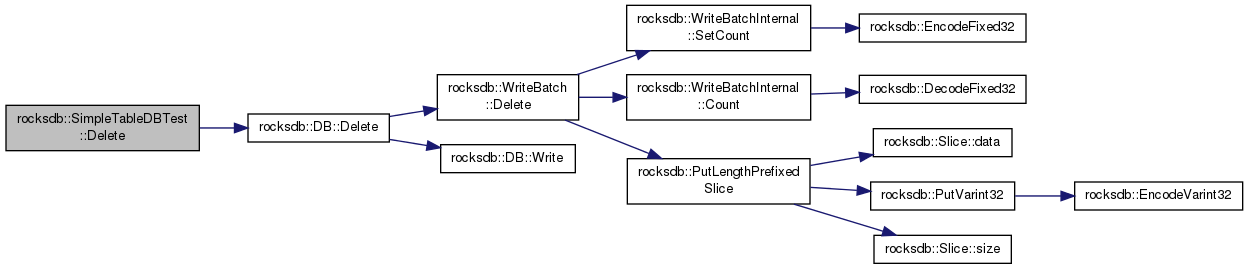 rocksdb::SimpleTableDBTest
::Delete
rocksdb::DB::Delete
rocksdb::WriteBatch
::Delete
rocksdb::DB::Write
rocksdb::WriteBatchInternal
::SetCount
rocksdb::WriteBatchInternal
::Count
rocksdb::PutLengthPrefixed
Slice
rocksdb::EncodeFixed32
rocksdb::DecodeFixed32
rocksdb::Slice::data
rocksdb::PutVarint32
rocksdb::Slice::size
rocksdb::EncodeVarint32